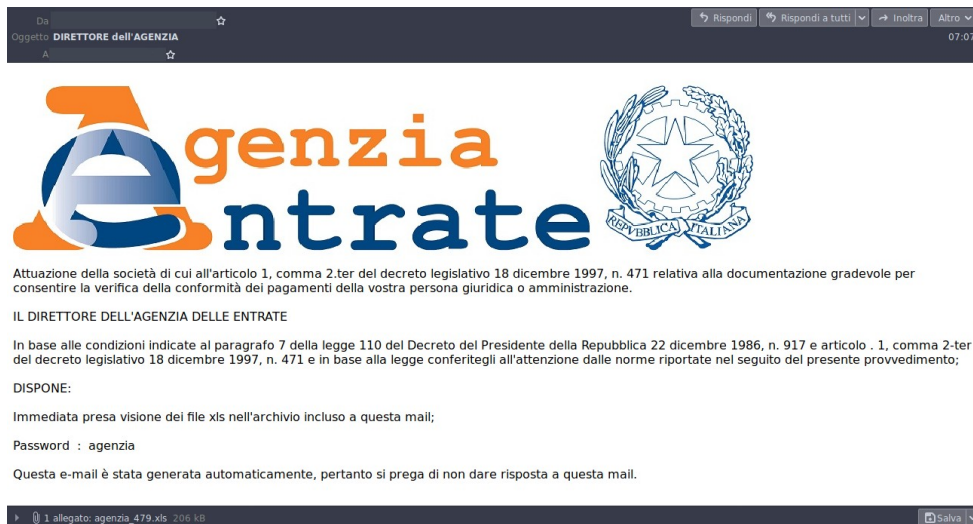 Da
Rispondi Rispondi a tutti Inoltra Altro
Oggetto DIRETTORE dell'AGENZIA
07:07
A
Agenzia
Entrate
REPVBBLICA ITALIANA
Attuazione della società di cui all'articolo 1, comma 2.ter del decreto legislativo 18 dicembre 1997, n. 471 relativa alla documentazione gradevole per
consentire la verifica della conformità dei pagamenti della vostra persona giuridica o amministrazione.
IL DIRETTORE DELL'AGENZIA DELLE ENTRATE
In base alle condizioni indicate al paragrafo 7 della legge 110 del Decreto del Presidente della Repubblica 22 dicembre 1986, n. 917 e articolo . 1, comma 2-ter
del decreto legislativo 18 dicembre 1997, n. 471 e in base alla legge conferitegli all'attenzione dalle norme riportate nel seguito del presente provvedimento;
DISPONE:
Immediata presa visione dei file xls nell'archivio incluso a questa mail;
Password : agenzia
Questa e-mail è stata generata automaticamente, pertanto si prega di non dare risposta a questa mail.
1 allegato: agenzia_479.xls 206 kB
Salva